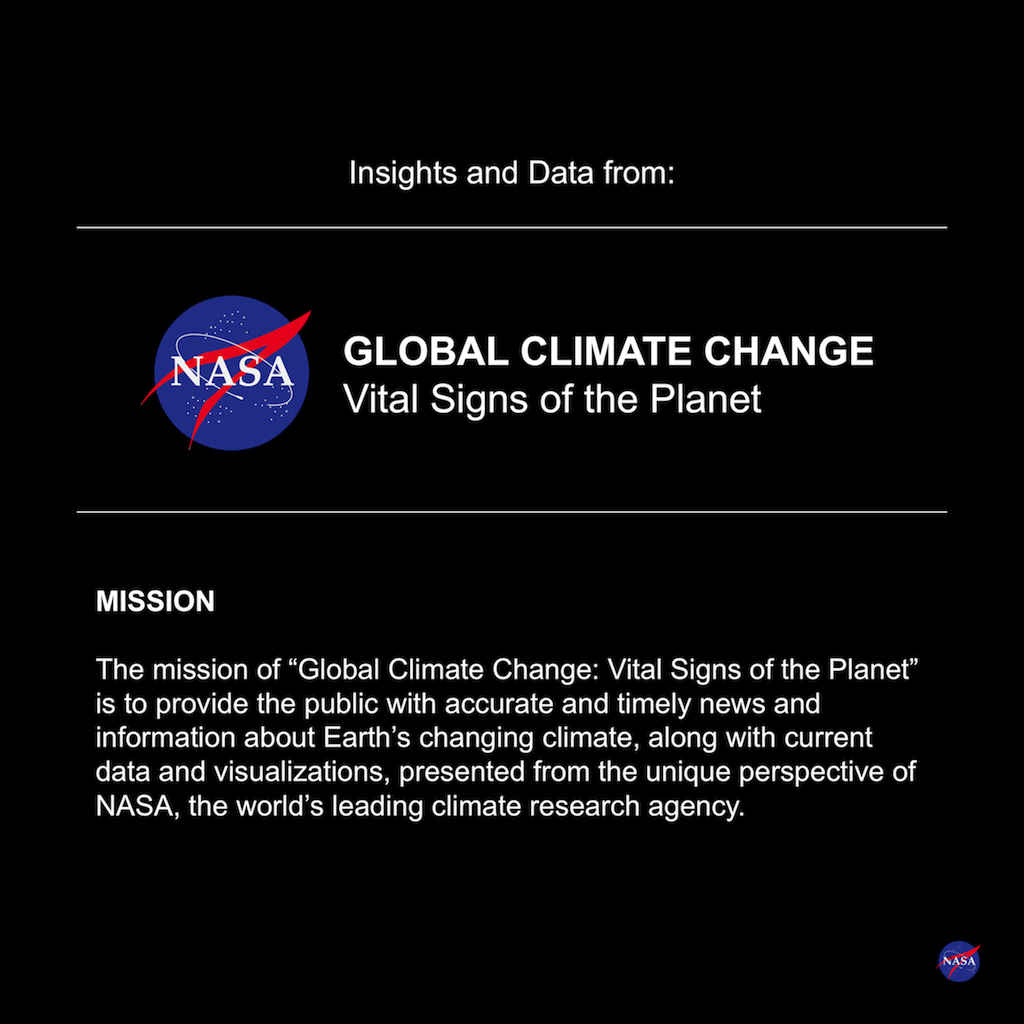 Insights and Data from:
NASA
GLOBAL CLIMATE CHANGE
Vital Signs of the Planet
MISSION
The mission of “Global Climate Change: Vital Signs of the Planet”
is to provide the public with accurate and timely news and
information about Earth’s changing climate, along with current
data and visualizations, presented from the unique perspective of
NASA, the world’s leading climate research agency.
NASA